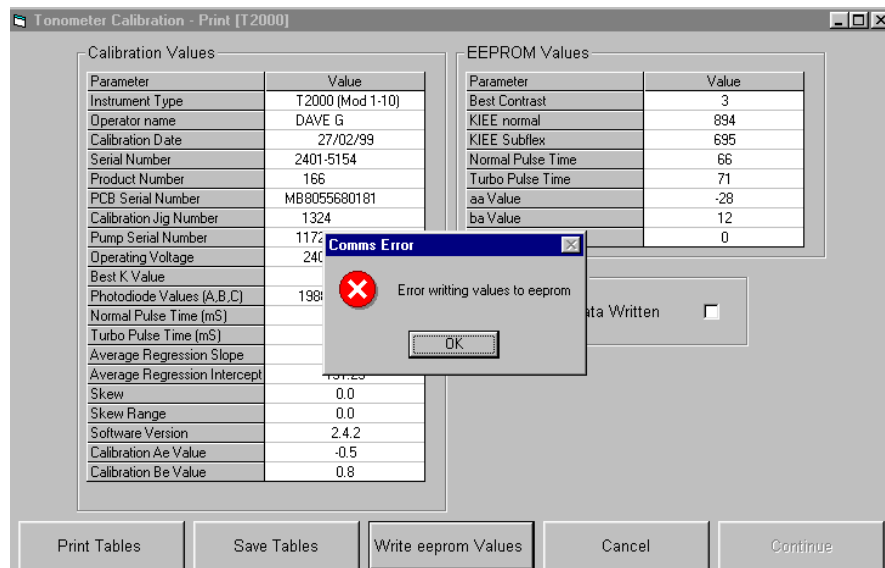 Tonometer Calibration - Print [T2000]
Calibration Values
Parameter Value
Instrument Type T2000 (Mod 1-10)
Operator name DAVE G
Calibration Date 27/02/99
Serial Number 2401-5154
Product Number 166
PCB Serial Number MB8055680181
Calibration Jig Number 1324
Pump Serial Number 1172
Operating Voltage 240
Best K Value
Photodiode Values (A,B,C) 198
Normal Pulse Time (mS)
Turbo Pulse Time (mS)
Average Regression Slope
Average Regression Intercept
Skew 0.0
Skew Range 0.0
Software Version 2.4.2
Calibration Ae Value -0.5
Calibration Be Value 0.8
EEPROM Values
Parameter Value
Best Contrast 3
KIEE normal 894
KIEE Subflex 695
Normal Pulse Time 66
Turbo Pulse Time 71
aa Value -28
ba Value 12
0
Written
Comms Error
Error writting values to eeprom
OK
Print Tables
Save Tables
Write eeprom Values
Cancel
Continue